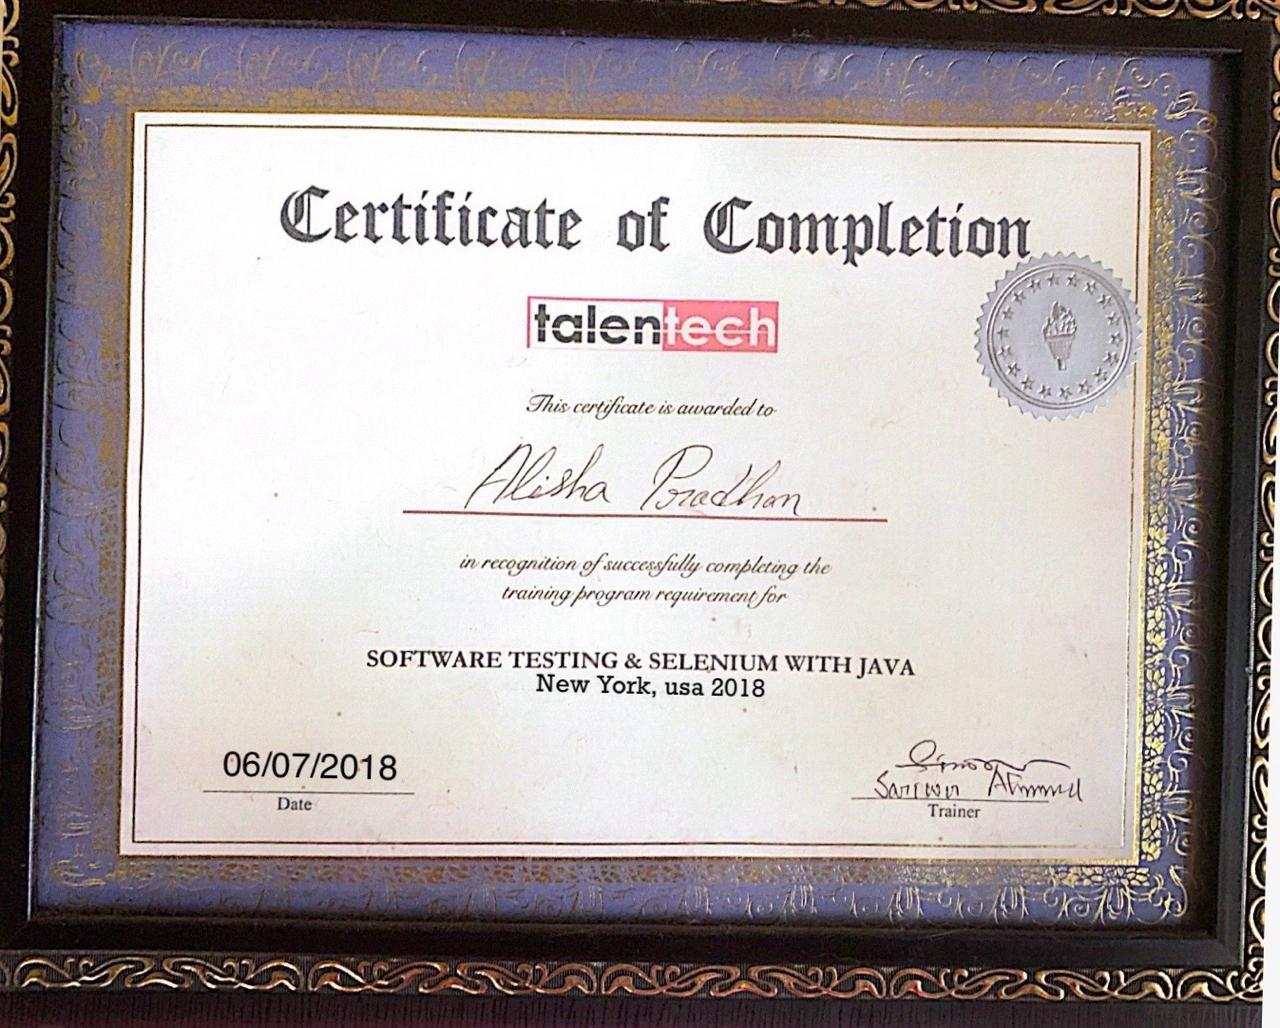 Certificate of Completion
talentech
This certificate is awarded to
Alisha Pradhan
in recognition of successfully completing the
training program requirement for
SOFTWARE TESTING & SELENIUM WITH JAVA
New York, usa 2018
06/07/2018
Date
Trainer